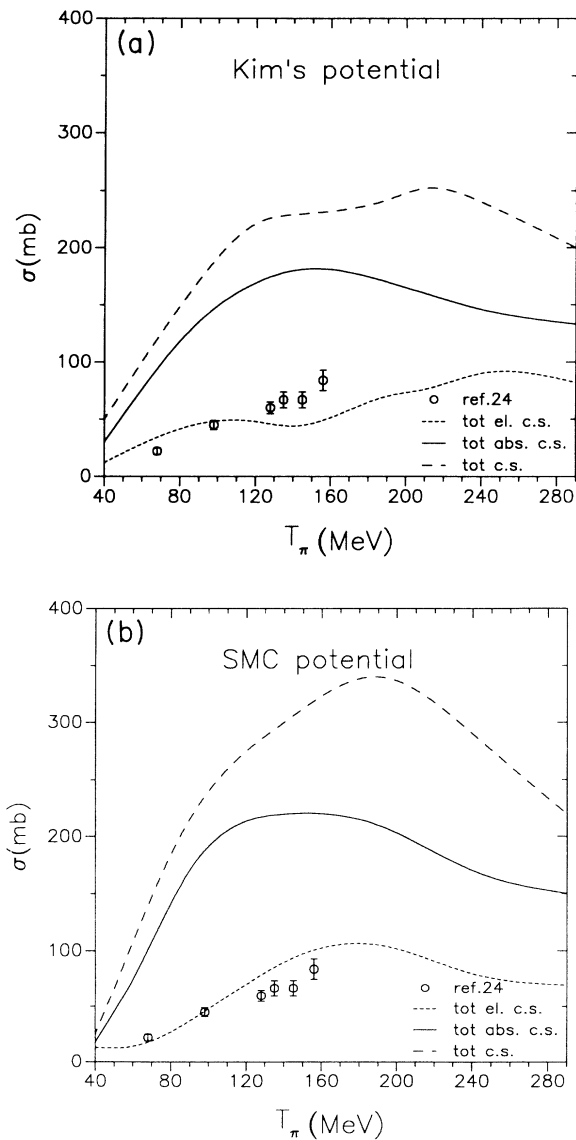 400
(a)
Kim's potential
300
σ(mb)
200
100
ref.24
tot el. c.s.
tot abs. c.s.
tot c.s.
0
40 80 120 160 200 240 280
Tπ (MeV)
400
(b)
SMC potential
300
σ(mb)
200
100
ref.24
tot el. c.s.
tot abs. c.s.
tot c.s.
0
40 80 120 160 200 240 280
Tπ (MeV)